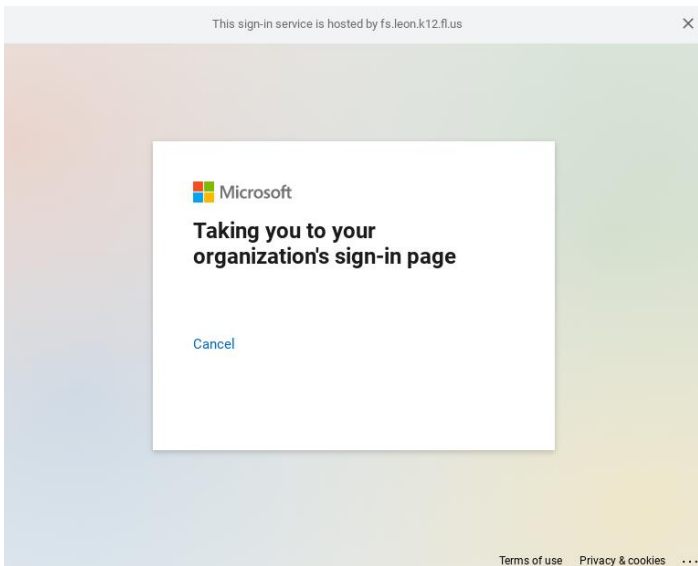 This sign-in service is hosted by fs.leon.k12.fl.us
Microsoft
Taking you to your
organization's sign-in page
Cancel
Terms of use Privacy & cookies ...